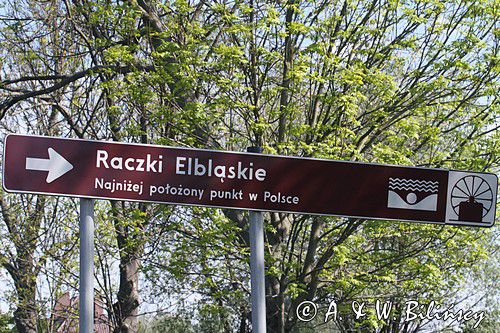 Raczki Elbląskie
Najniżej położony punkt w Polsce
© A & W Bilińscy